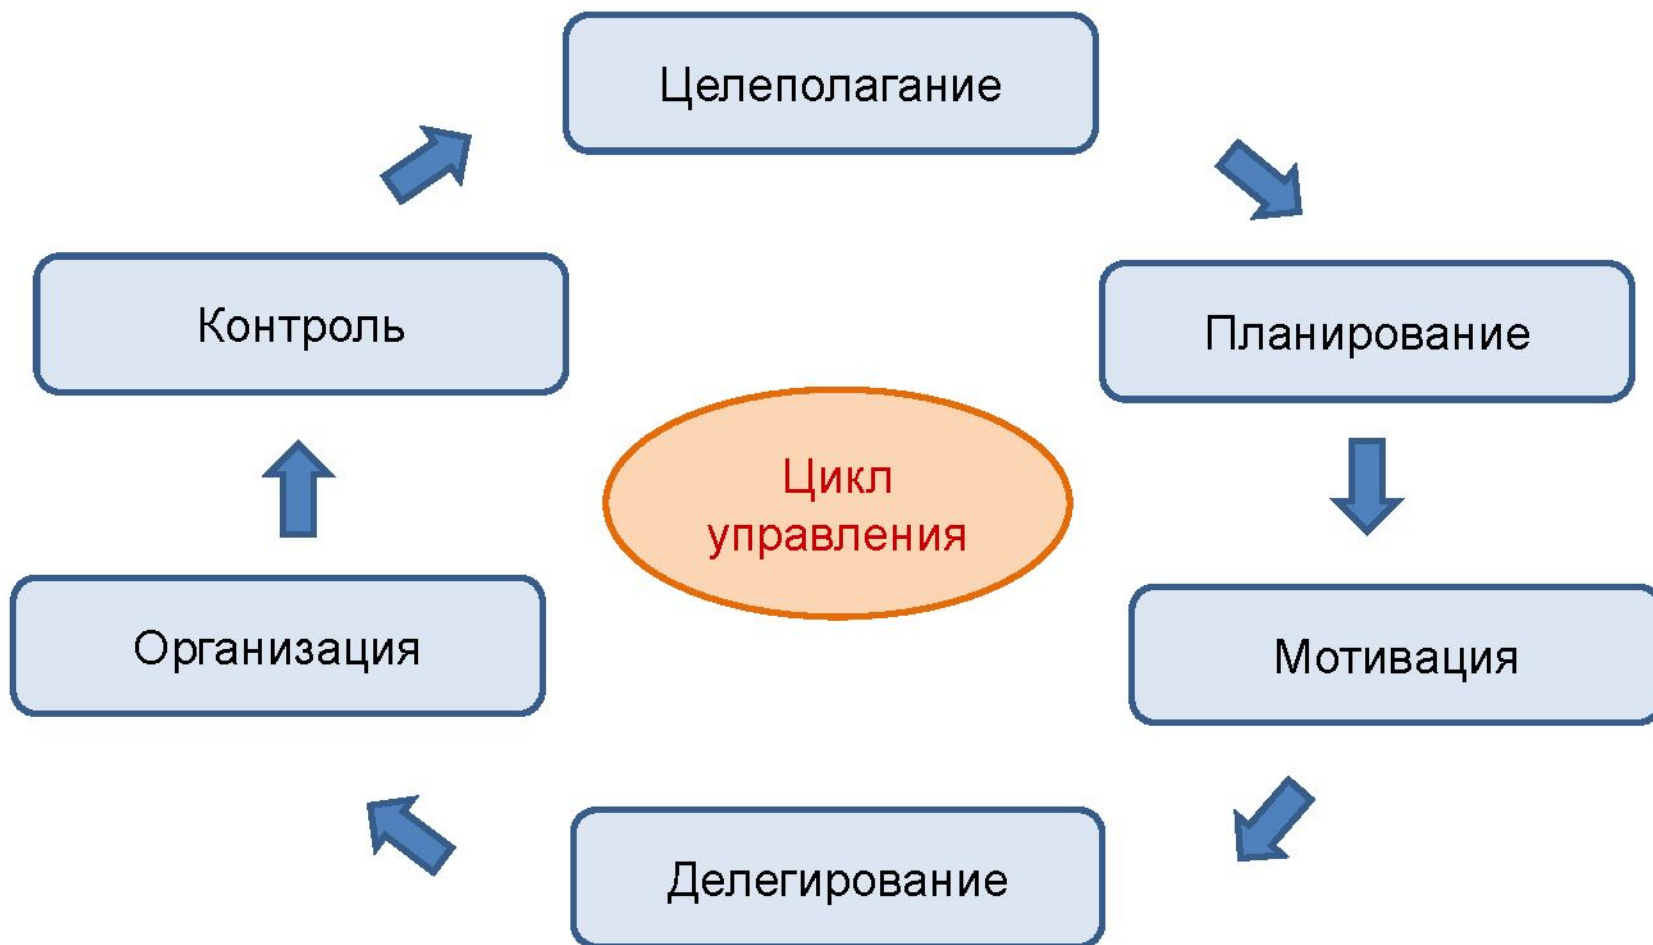 Целеполагание
Контроль
Планирование
Цикл
управления
Организация
Мотивация
Делегирование